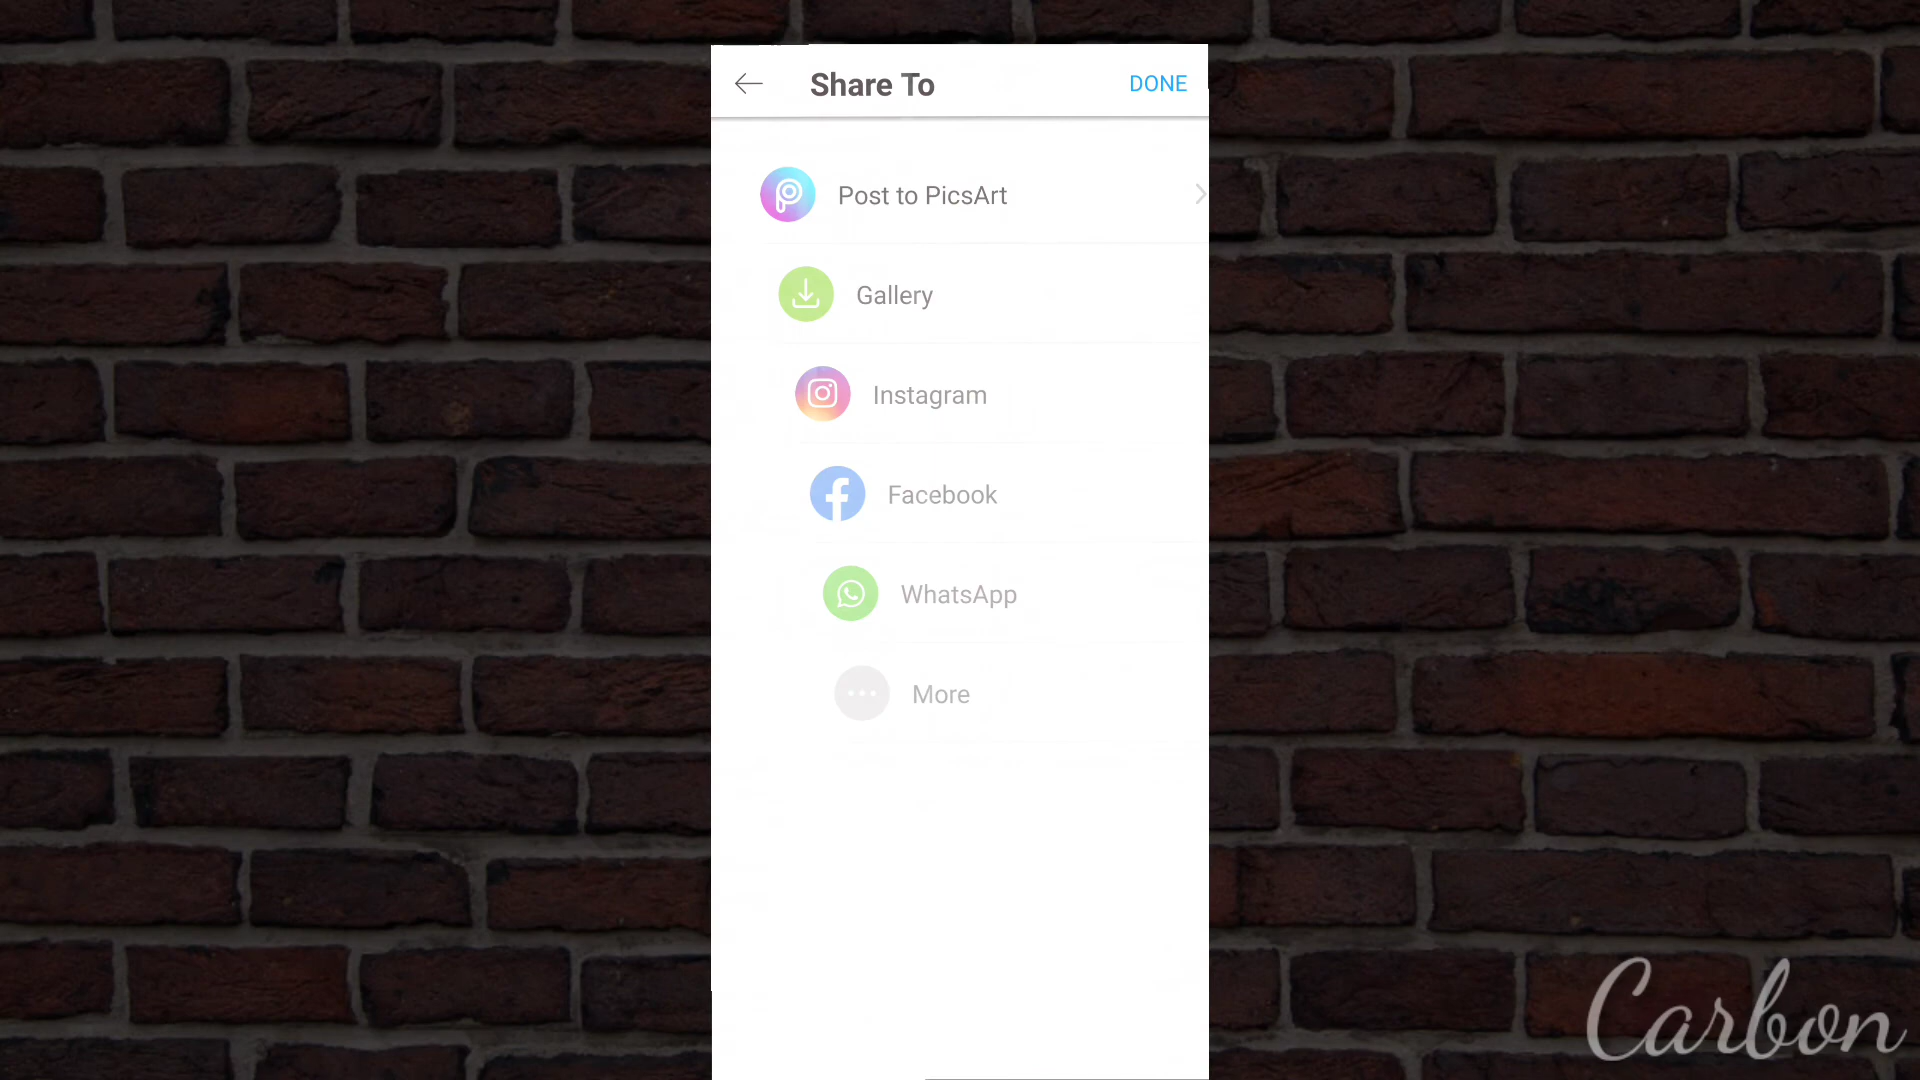 Share To
DONE
Post to PicsArt
Gallery
Instagram
Facebook
WhatsApp
More
Carbon